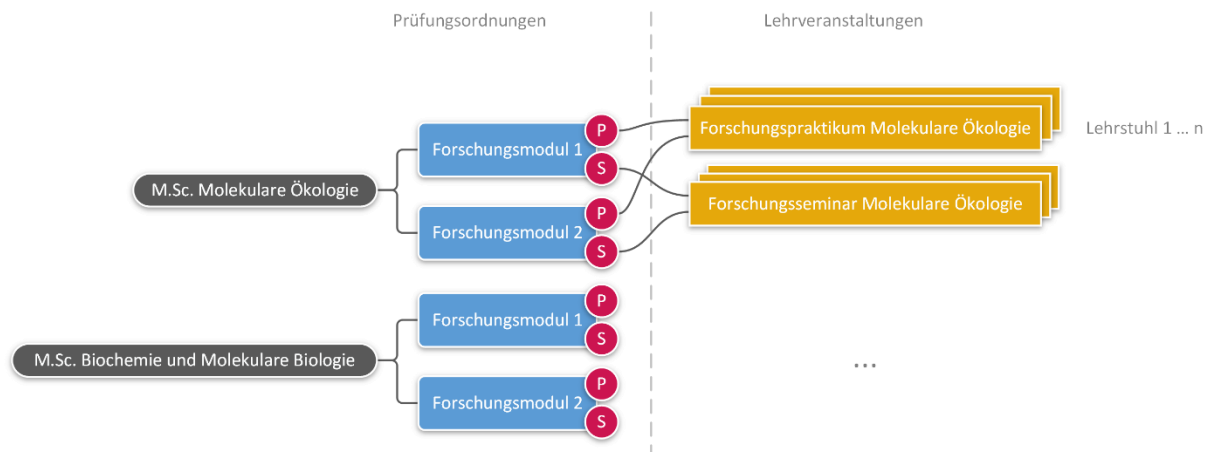 Prüfungsordnungen
Lehrveranstaltungen
P
Forschungspraktikum Molekulare Ökologie
Lehrstuhl 1 ... n
Forschungsmodul 1
S
M.Sc. Molekulare Ökologie
Forschungsseminar Molekulare Ökologie
P
Forschungsmodul 2
S
P
Forschungsmodul 1
S
M.Sc. Biochemie und Molekulare Biologie
...
P
Forschungsmodul 2
S